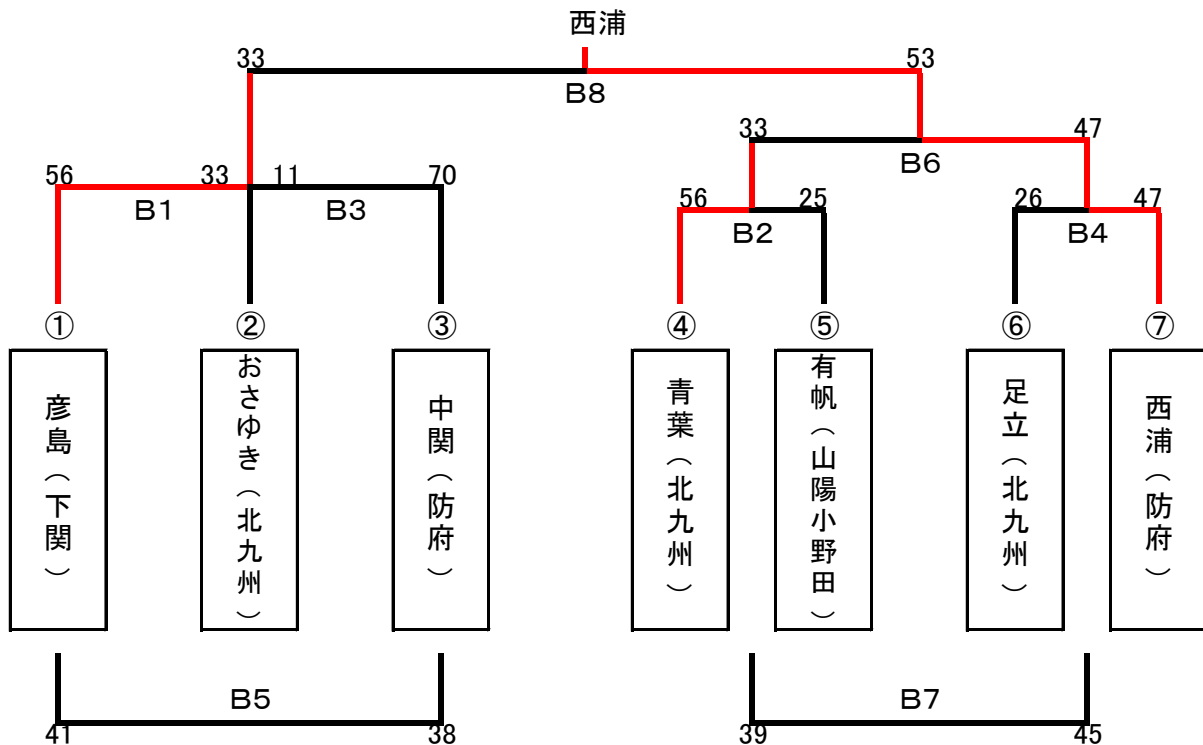 西浦
33 53
B8
33 47
B6
56 33 11 70
B1 B3
56 25 26 47
B2 B4
① ② ③ ④ ⑤ ⑥ ⑦
彦島（下関）
おさゆき（北九州）
中関（防府）
青葉（北九州）
有帆（山陽小野田）
足立（北九州）
西浦（防府）
B5 B7
41 38 39 45